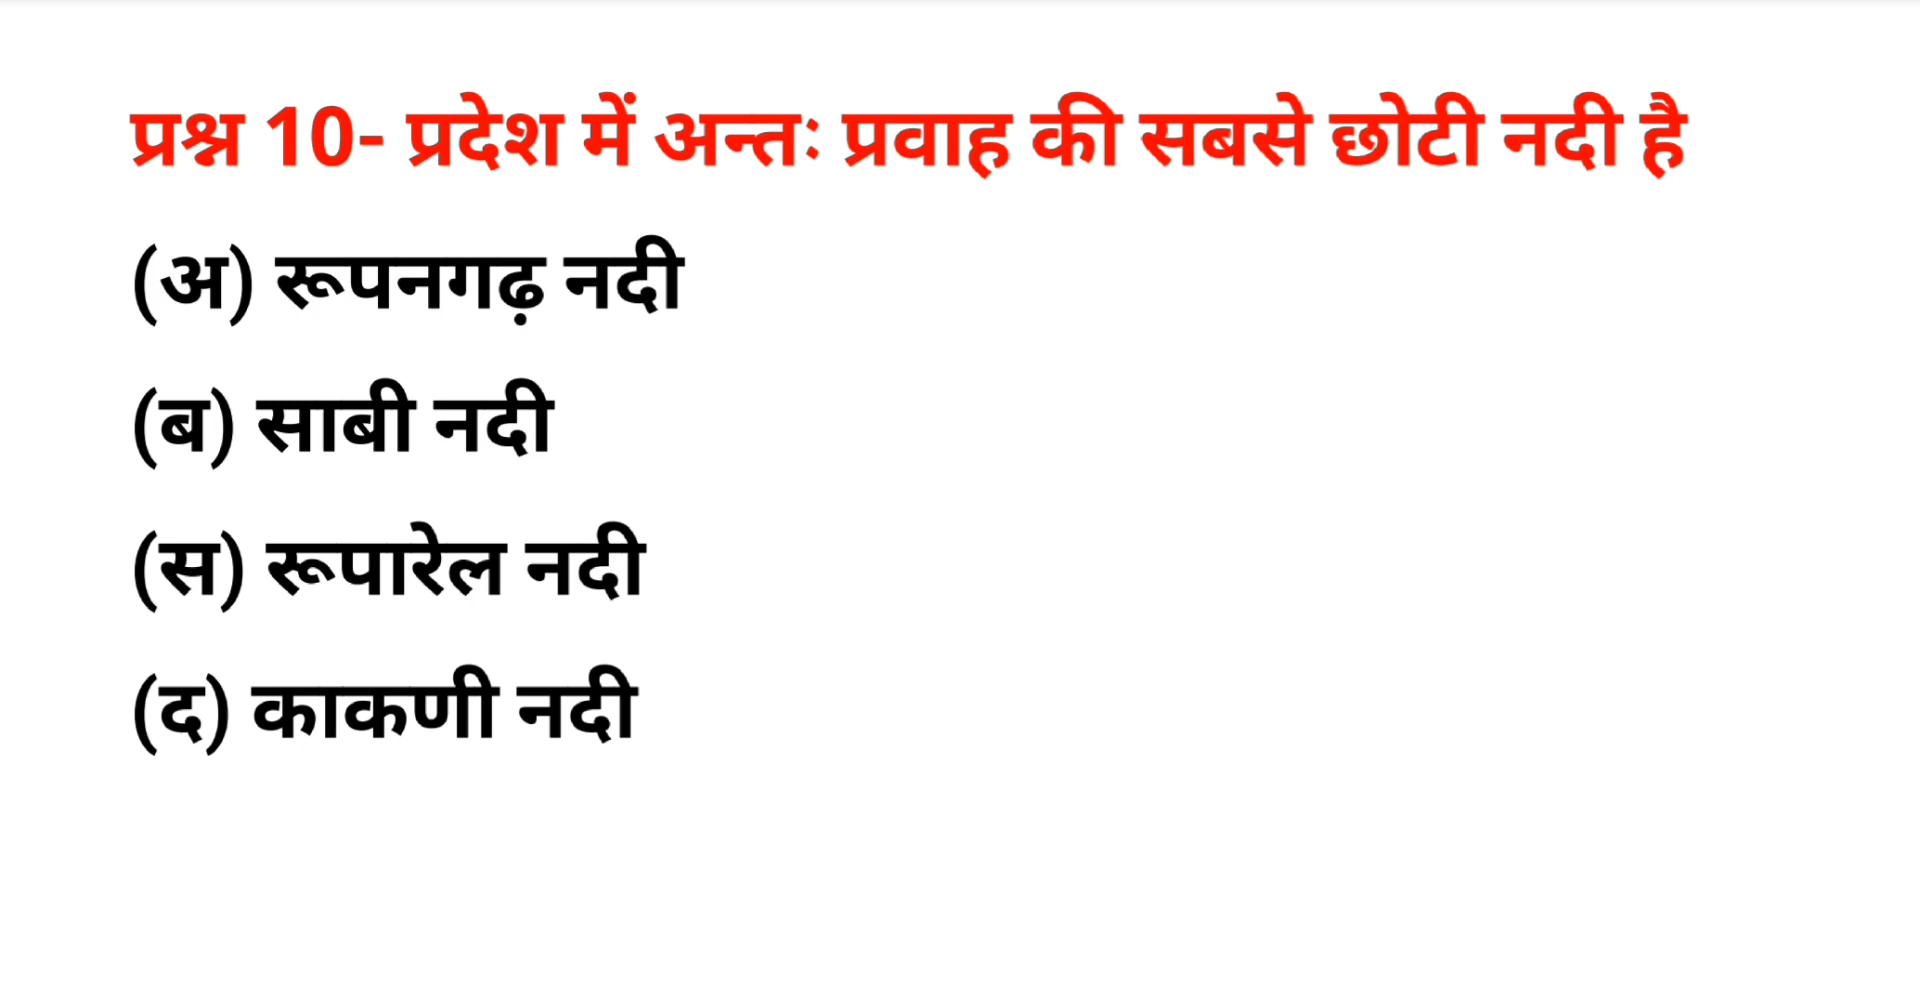 प्रश्न 10- प्रदेश में अन्तः प्रवाह की सबसे छोटी नदी है
(अ) रूपनगढ़ नदी
(ब) साबी नदी
(स) रूपारेल नदी
(द) काकणी नदी